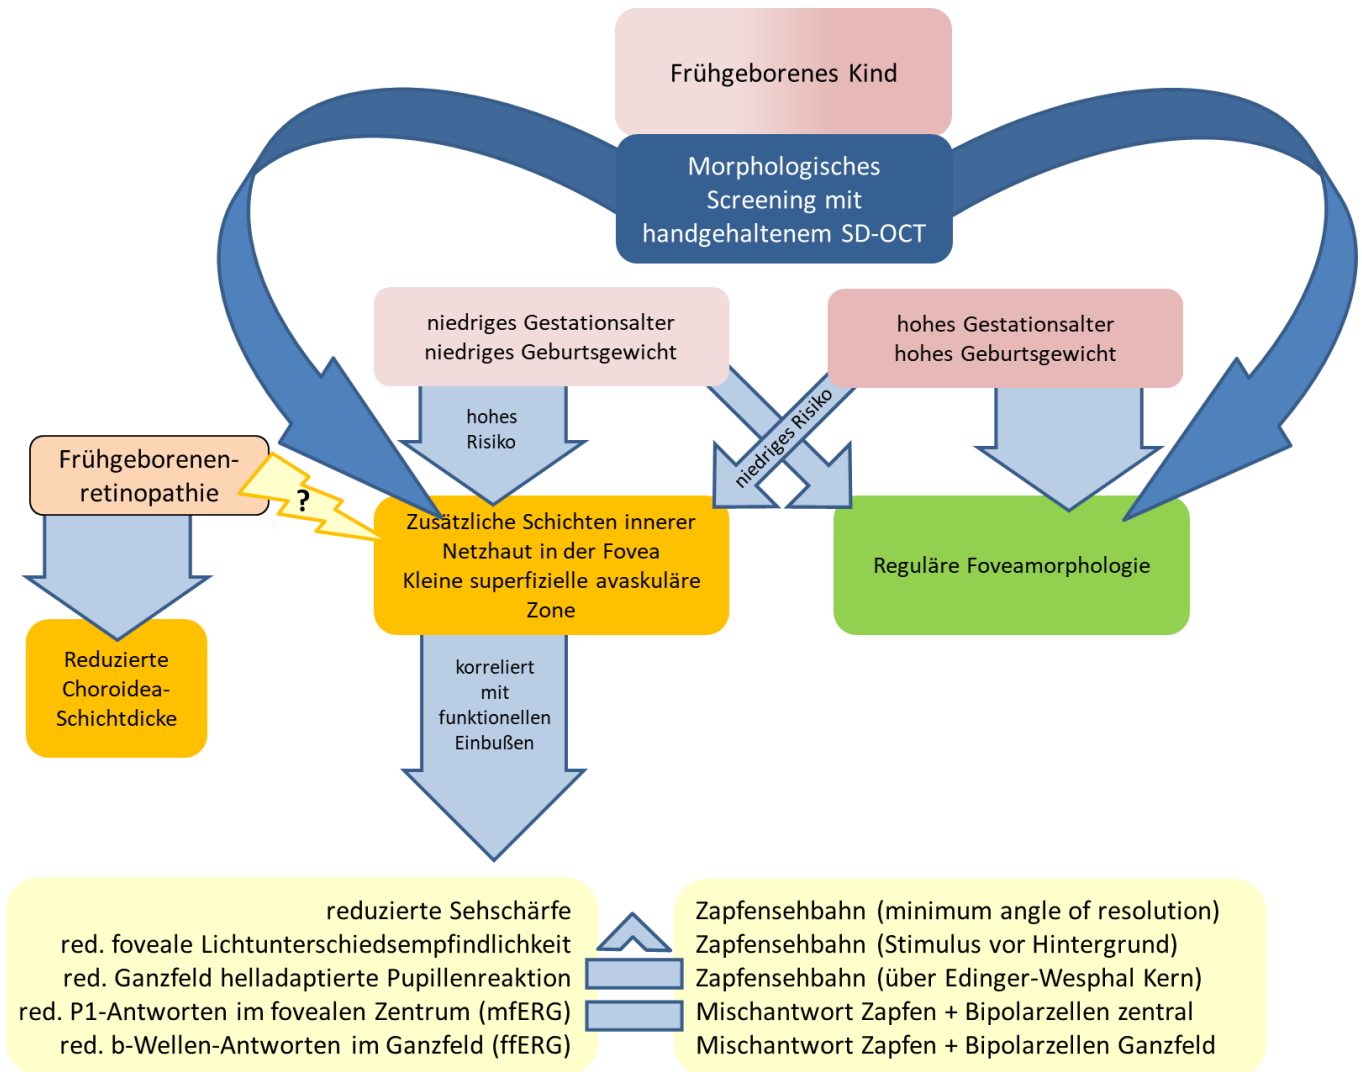 Frühgeborenes Kind
Morphologisches
Screening mit
handgehaltenem SD-OCT
niedriges Gestationsalter
niedriges Geburtsgewicht
hohes Gestationsalter
hohes Geburtsgewicht
hohes
Risiko
niedriges Risiko
Frühgeborenen-
retinopathie
?
Zusätzliche Schichten innerer
Netzhaut in der Fovea
Kleine superfizielle avaskuläre
Zone
Reguläre Foveamorphologie
Reduzierte
Choroidea-
Schichtdicke
korreliert
mit
funktionellen
Einbußen
reduzierte Sehschärfe
red. foveale Lichtunterschiedsempfindlichkeit
red. Ganzfeld helladaptierte Pupillenreaktion
red. P1-Antworten im fovealen Zentrum (mfERG)
red. b-Wellen-Antworten im Ganzfeld (ffERG)
Zapfensehbahn (minimum angle of resolution)
Zapfensehbahn (Stimulus vor Hintergrund)
Zapfensehbahn (über Edinger-Wesphal Kern)
Mischantwort Zapfen + Bipolarzellen zentral
Mischantwort Zapfen + Bipolarzellen Ganzfeld